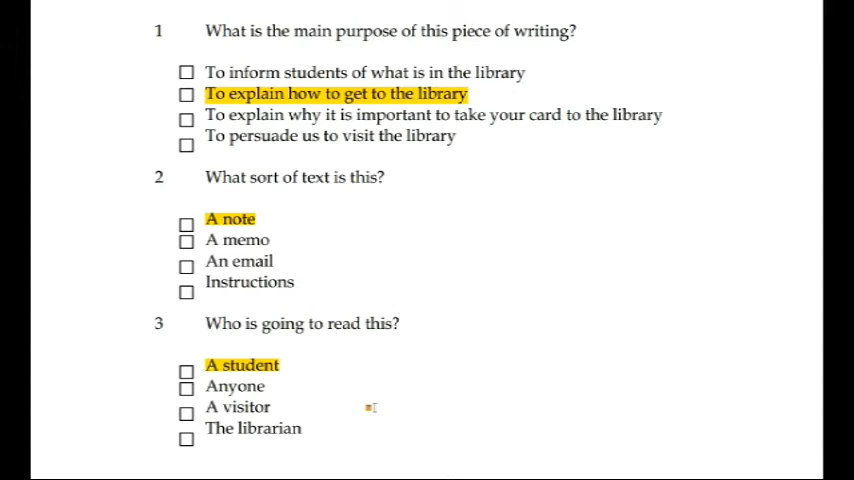 1 What is the main purpose of this piece of writing?
To inform students of what is in the library
To explain how to get to the library
To explain why it is important to take your card to the library
To persuade us to visit the library
2 What sort of text is this?
A note
A memo
An email
Instructions
3 Who is going to read this?
A student
Anyone
A visitor
The librarian